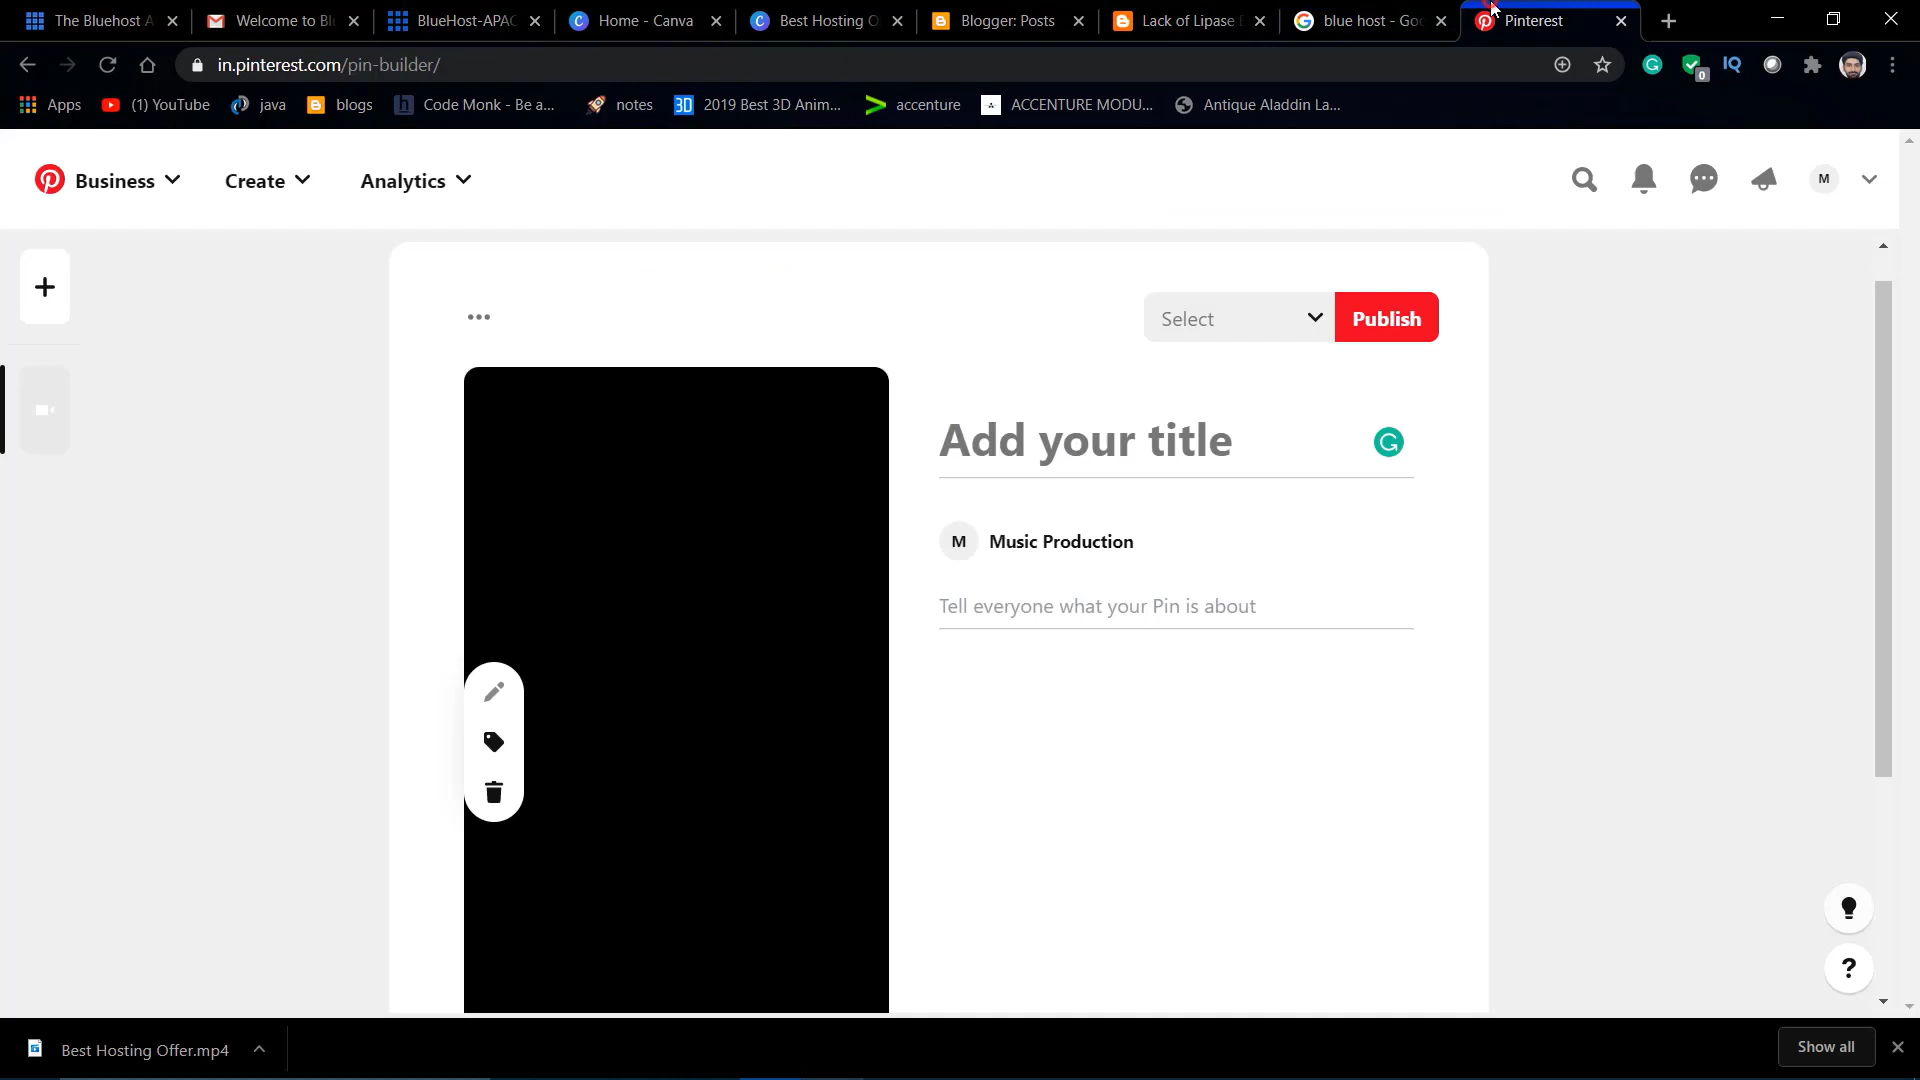 The Bluehost A
Welcome to Bl
BlueHost-APAC
Home - Canva
Best Hosting O
Blogger: Posts
Lack of Lipase
blue host - Goo
Pinterest
in.pinterest.com/pin-builder/
0
IQ
Apps
(1) YouTube
java
blogs
Code Monk - Be a...
notes
3D 2019 Best 3D Anim...
accenture
ACCENTURE MODU...
Antique Aladdin La...
Business
Create
Analytics
M
Select
Publish
Add your title
M
Music Production
Tell everyone what your Pin is about
?
Best Hosting Offer.mp4
Show all